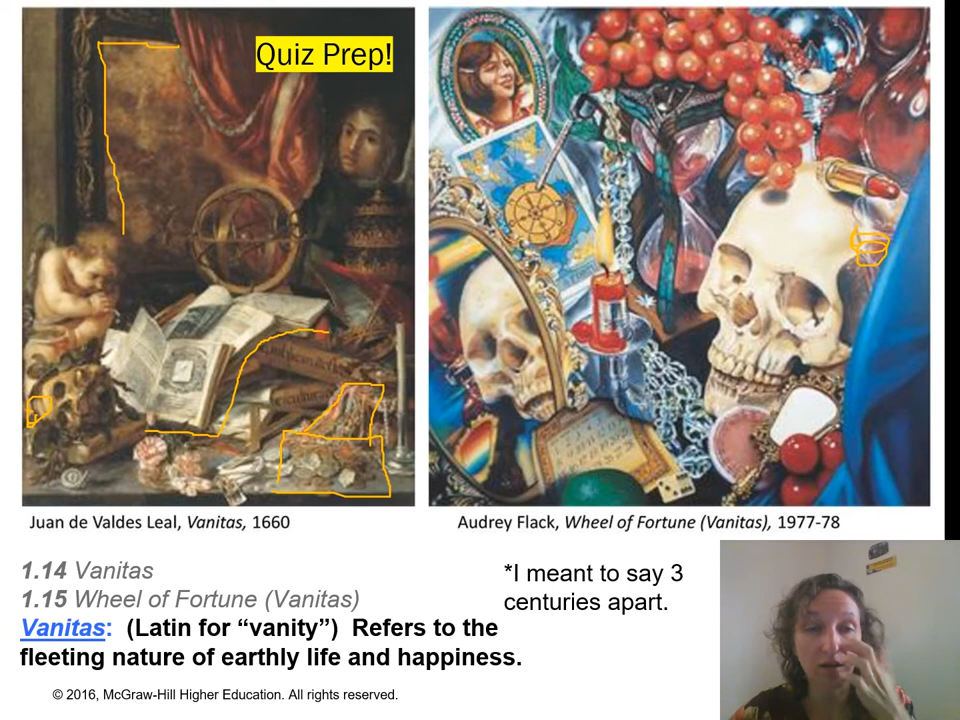 Quiz Prep!
Juan de Valdes Leal, Vanitas, 1660
Audrey Flack, Wheel of Fortune (Vanitas), 1977-78
1.14 Vanitas
1.15 Wheel of Fortune (Vanitas)
Vanitas: (Latin for “vanity”) Refers to the
fleeting nature of earthly life and happiness.
*I meant to say 3
centuries apart.
© 2016, McGraw-Hill Higher Education. All rights reserved.